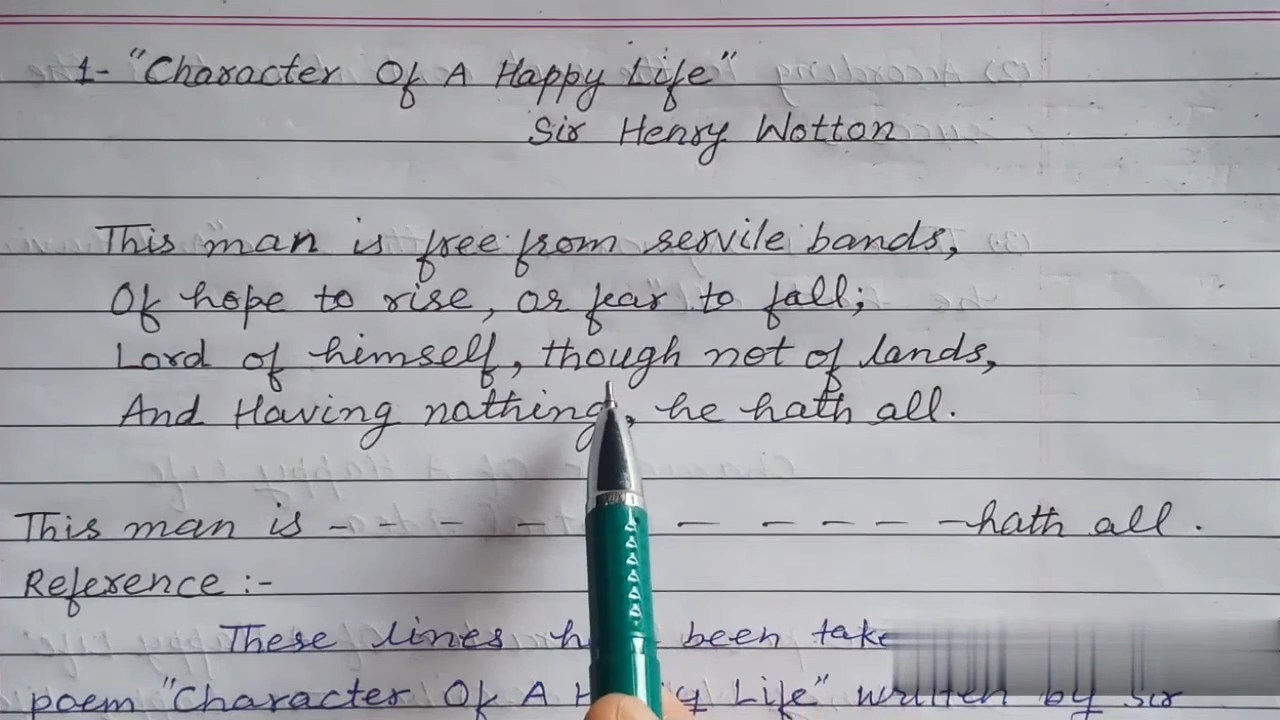 1- "Character Of A Happy Life"
Sir Henry Wotton
This man is free from servile bands,
Of hope to rise, or fear to fall;
Lord of himself, though not of lands,
And Having nothing, he hath all.
This man is - - - - - - - - -hath all.
Reference :-
These lines been
poem "Character Of A Life" written by Sir